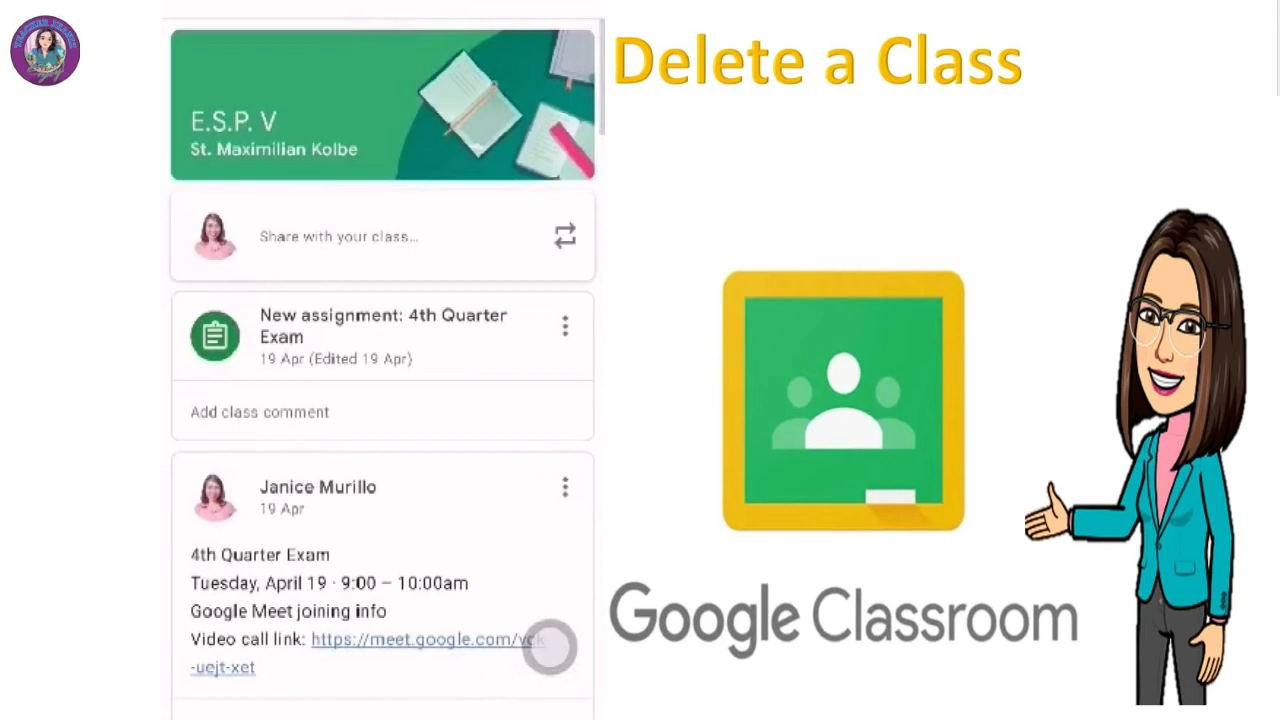 Delete a Class
E.S.P. V
St. Maximilian Kolbe
Share with your class...
New assignment: 4th Quarter
Exam
19 Apr (Edited 19 Apr)
Add class comment
Janice Murillo
19 Apr
4th Quarter Exam
Tuesday, April 19 · 9:00 – 10:00am
Google Meet joining info
Video call link: https://meet.google.com/vck
-uejt-xet
Google Classroom